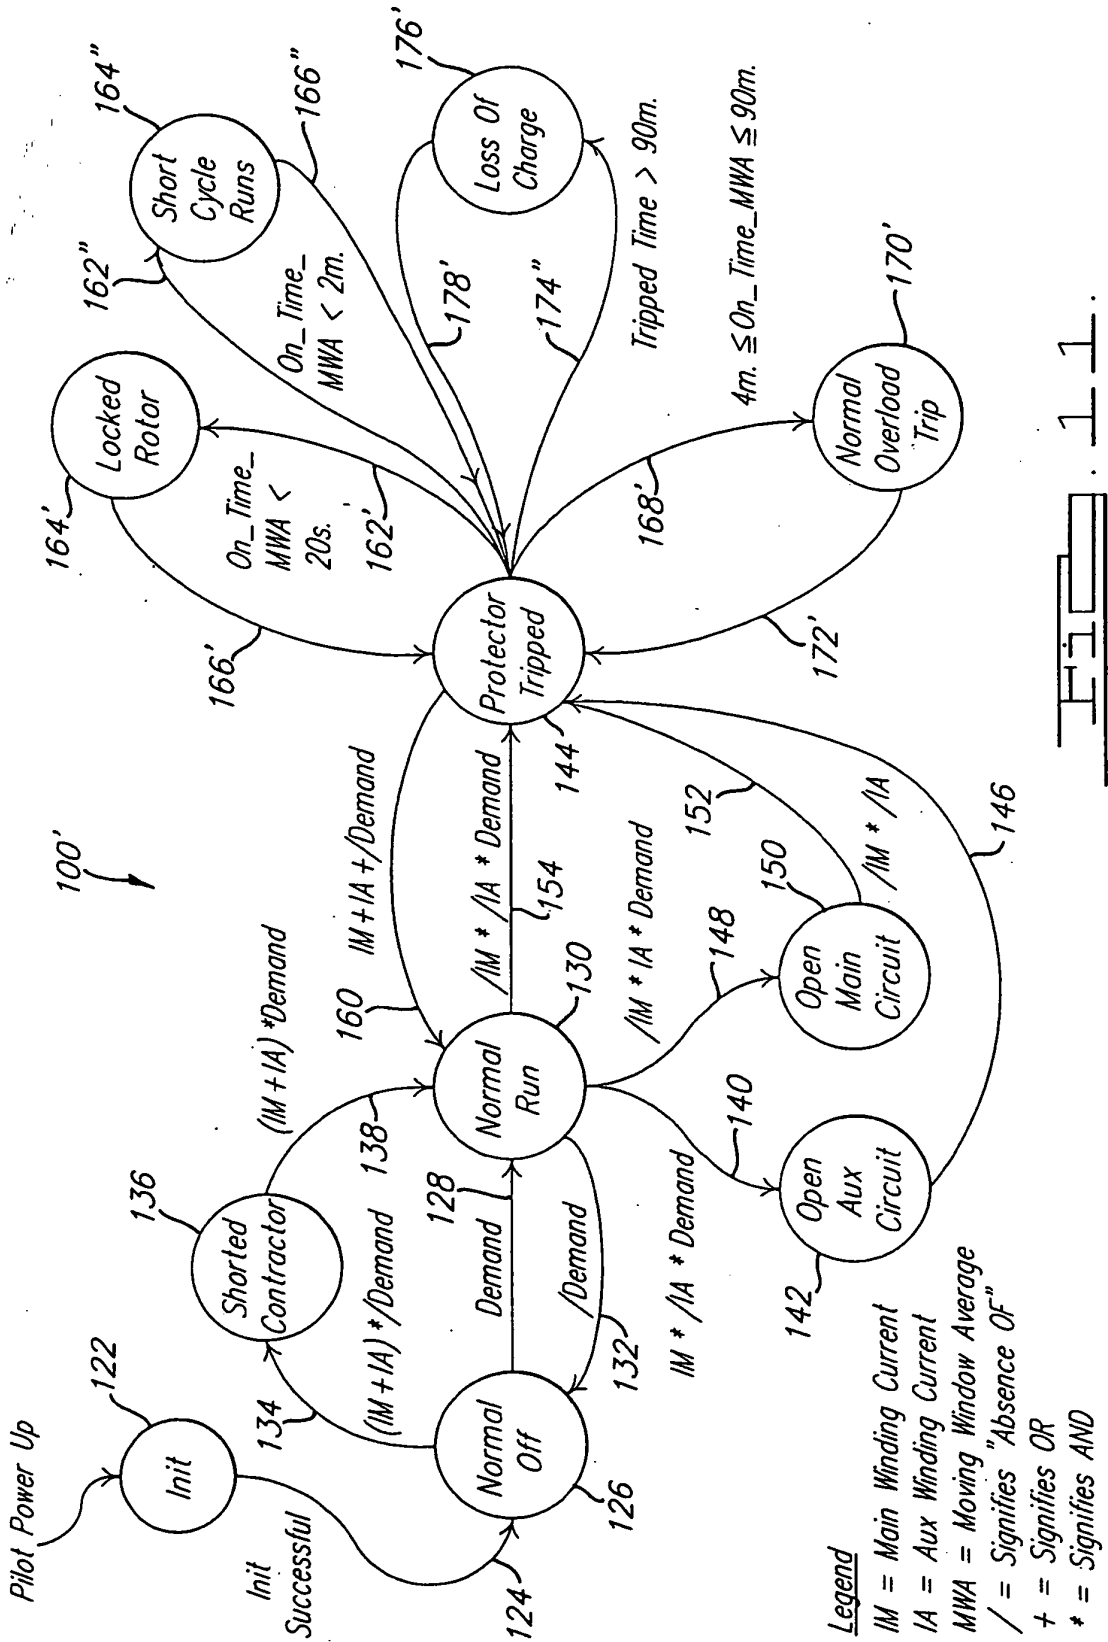 100'
Pilot Power Up
122
Init
Init
Successful
124
Normal
Off
126
134
(IM + IA) * /Demand
Shorted
Contractor
136
(IM + IA) *Demand
138
128
Demand
/Demand
132
Normal
Run
130
160
IM + IA + /Demand
/IM * /IA * Demand
154
/IM * IA * Demand
148
140
IM * /IA * Demand
Open
Aux
Circuit
142
Open
Main
Circuit
150
152
/IM * /IA
146
Protector
Tripped
144
166'
164'
Locked
Rotor
On_Time_
MWA <
20s.
162'
162"
164"
Short
Cycle
Runs
166"
On_Time_
MWA < 2m.
176'
Loss Of
Charge
178'
174"
Tripped Time > 90m.
4m. ≤ On_Time_MWA ≤ 90m.
168'
170'
Normal
Overload
Trip
172'
Legend
IM = Main Winding Current
IA = Aux Winding Current
MWA = Moving Window Average
/ = Signifies "Absence OF"
+ = Signifies OR
* = Signifies AND
Fig. 11.